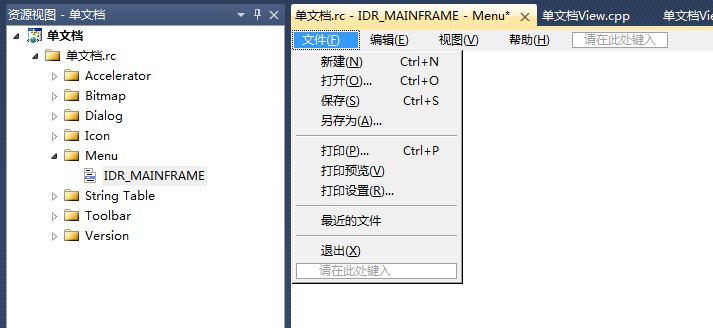 资源视图 - 单文档
单文档
单文档.rc
Accelerator
Bitmap
Dialog
Icon
Menu
IDR_MAINFRAME
String Table
Toolbar
Version
单文档.rc - IDR_MAINFRAME - Menu* 单文档View.cpp 单文档Vie
文件(F) 编辑(E) 视图(V) 帮助(H) 请在此处键入
新建(N) Ctrl+N
打开(O)... Ctrl+O
保存(S) Ctrl+S
另存为(A)...
打印(P)... Ctrl+P
打印预览(V)
打印设置(R)...
最近的文件
退出(X)
请在此处键入